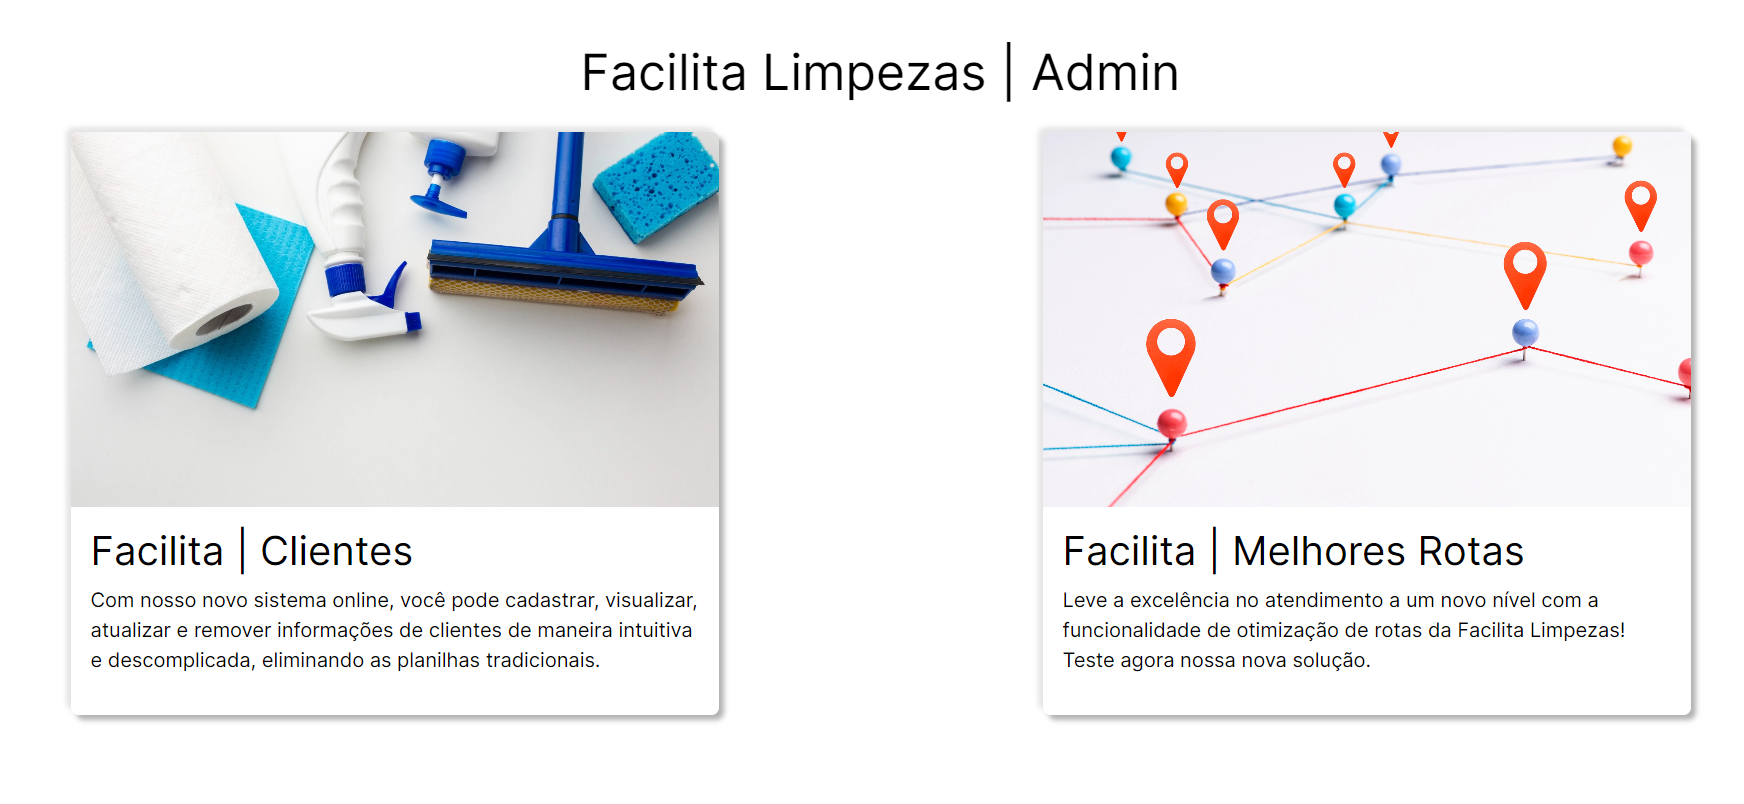 Facilita Limpezas | Admin
Facilita | Clientes
Com nosso novo sistema online, você pode cadastrar, visualizar,
atualizar e remover informações de clientes de maneira intuitiva
e descomplicada, eliminando as planilhas tradicionais.
Facilita | Melhores Rotas
Leve a excelência no atendimento a um novo nível com a
funcionalidade de otimização de rotas da Facilita Limpezas!
Teste agora nossa nova solução.